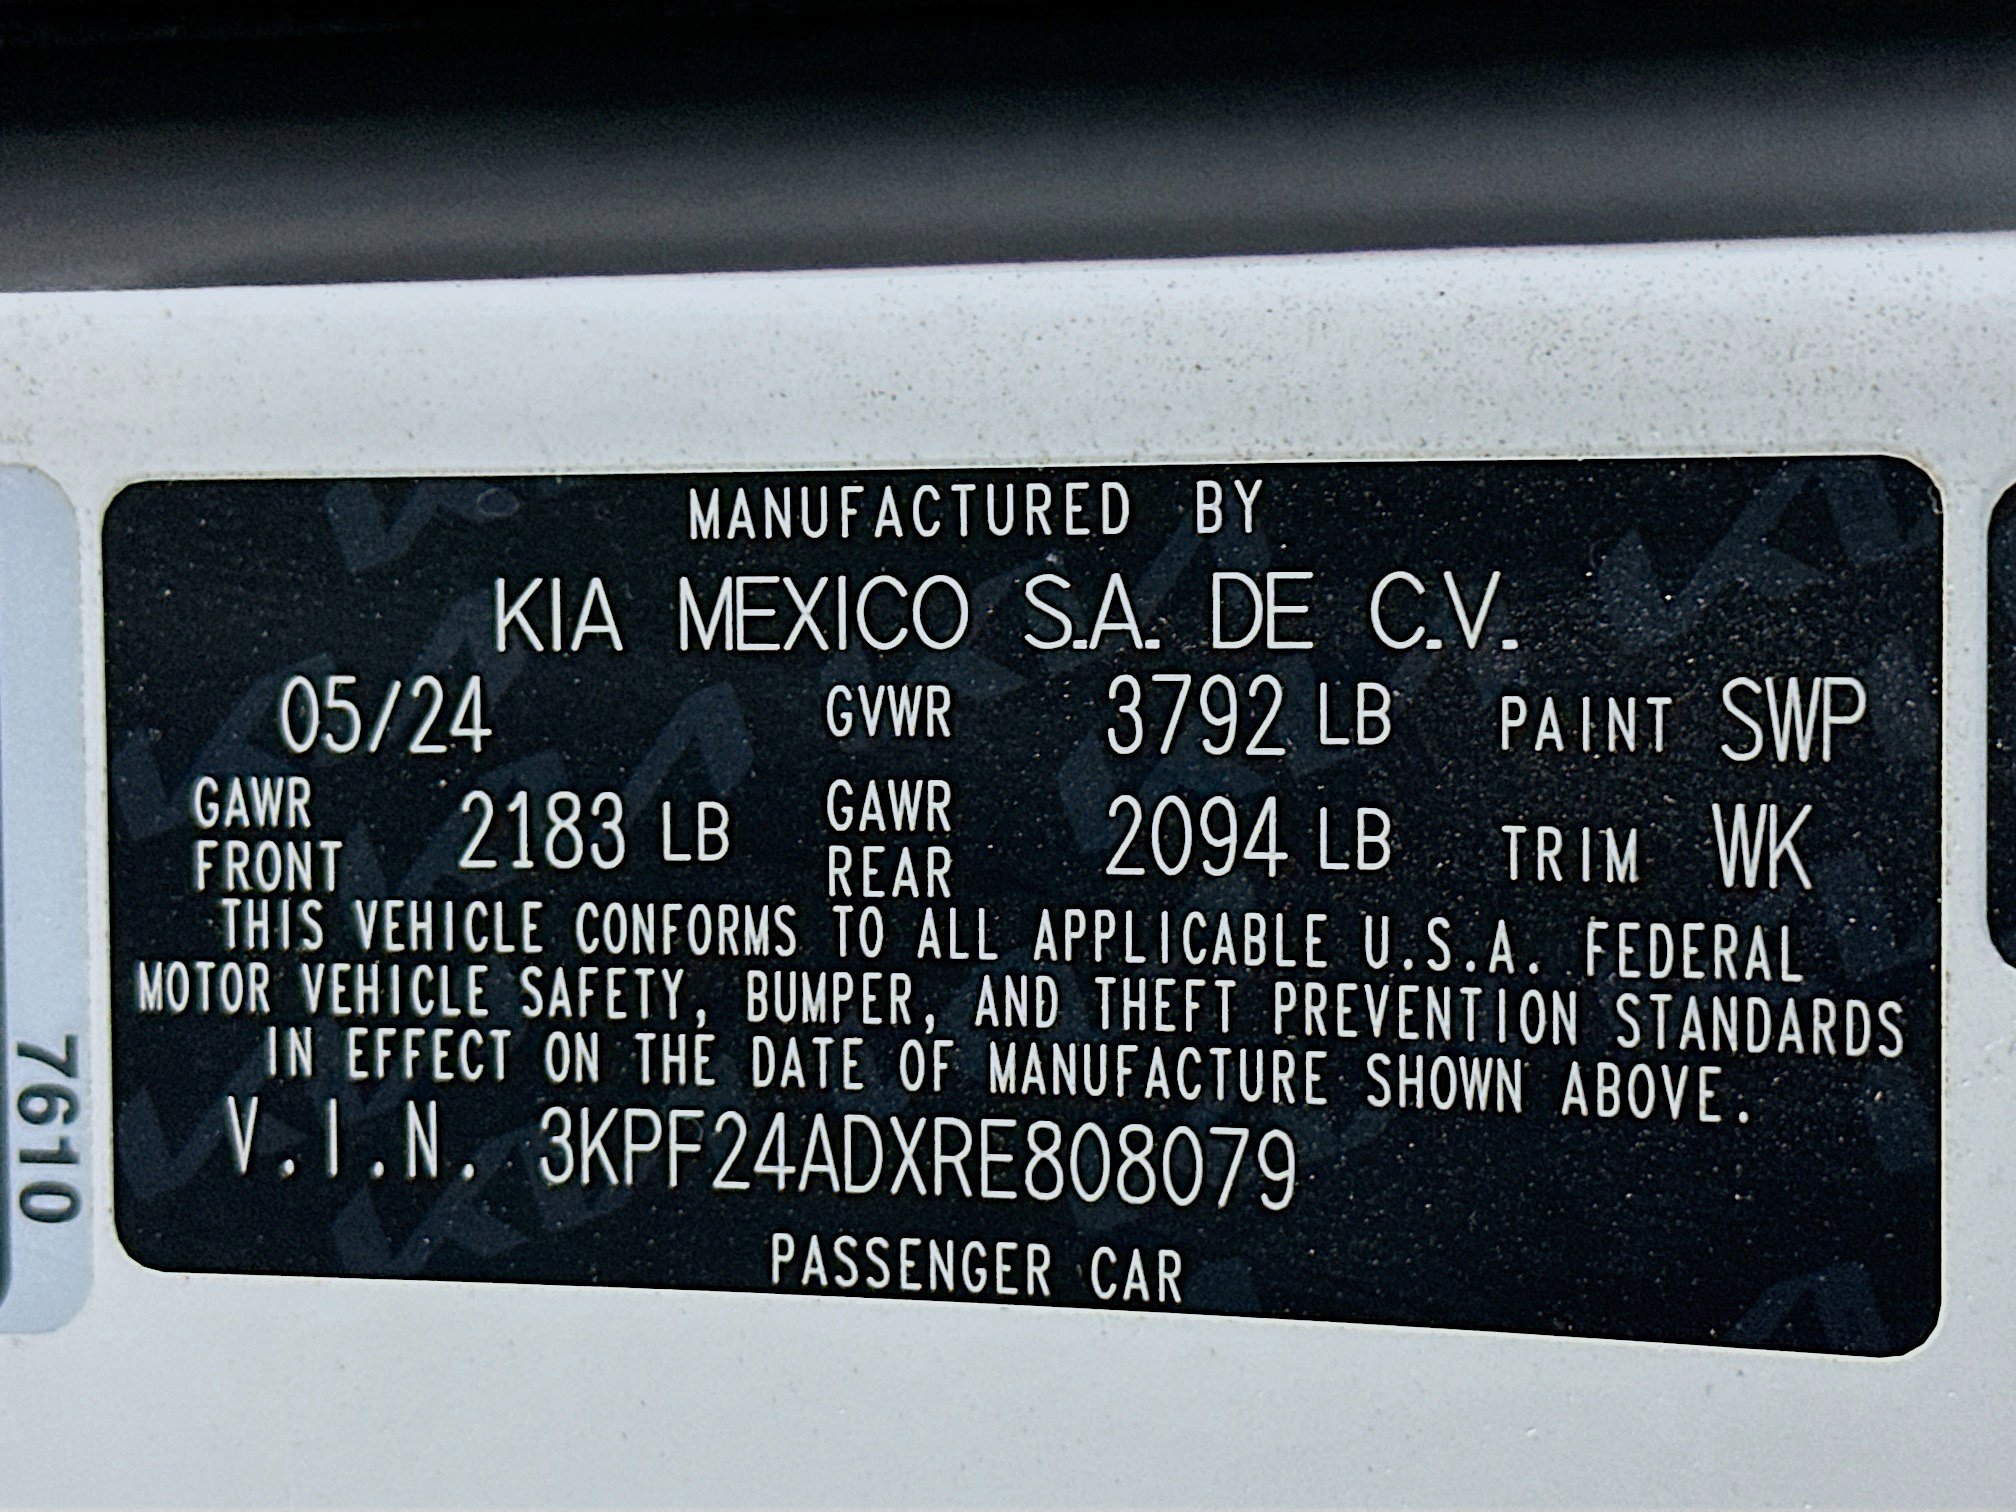 MANUFACTURED BY
KIA MEXICO S.A. DE C.V.
05/24 GVWR 3792 LB PAINT SWP
GAWR FRONT 2183 LB GAWR REAR 2094 LB TRIM WK
THIS VEHICLE CONFORMS TO ALL APPLICABLE U.S.A. FEDERAL
MOTOR VEHICLE SAFETY, BUMPER, AND THEFT PREVENTION STANDARDS
IN EFFECT ON THE DATE OF MANUFACTURE SHOWN ABOVE.
V.I.N. 3KPF24ADXRE808079
PASSENGER CAR
7610